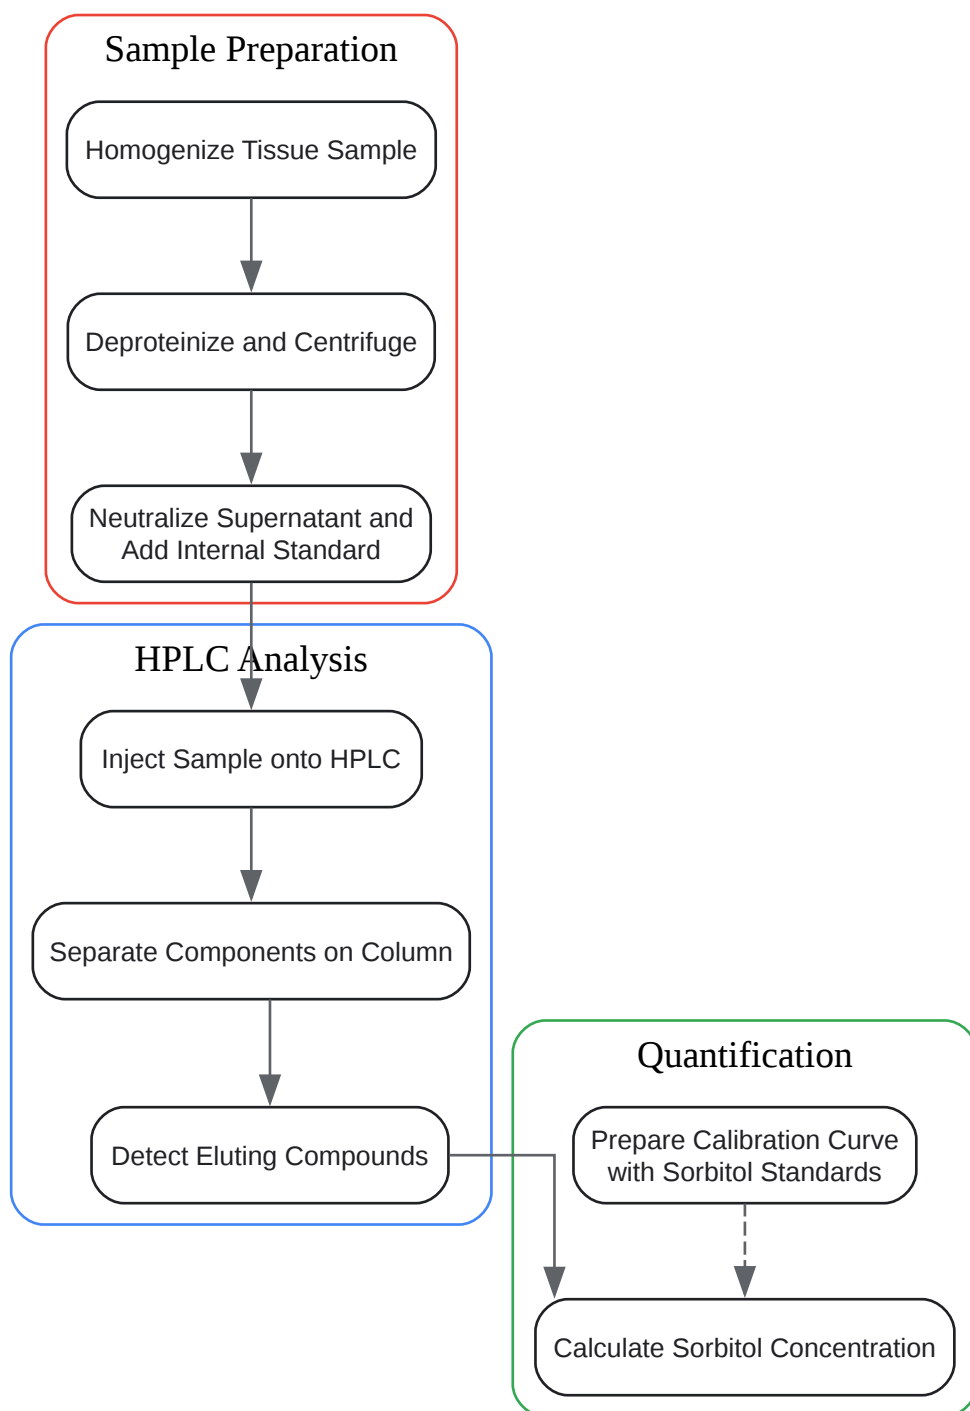 Sample Preparation
Homogenize Tissue Sample
Deproteinize and Centrifuge
Neutralize Supernatant and
Add Internal Standard
HPLC Analysis
Inject Sample onto HPLC
Separate Components on Column
Detect Eluting Compounds
Quantification
Prepare Calibration Curve
with Sorbitol Standards
Calculate Sorbitol Concentration